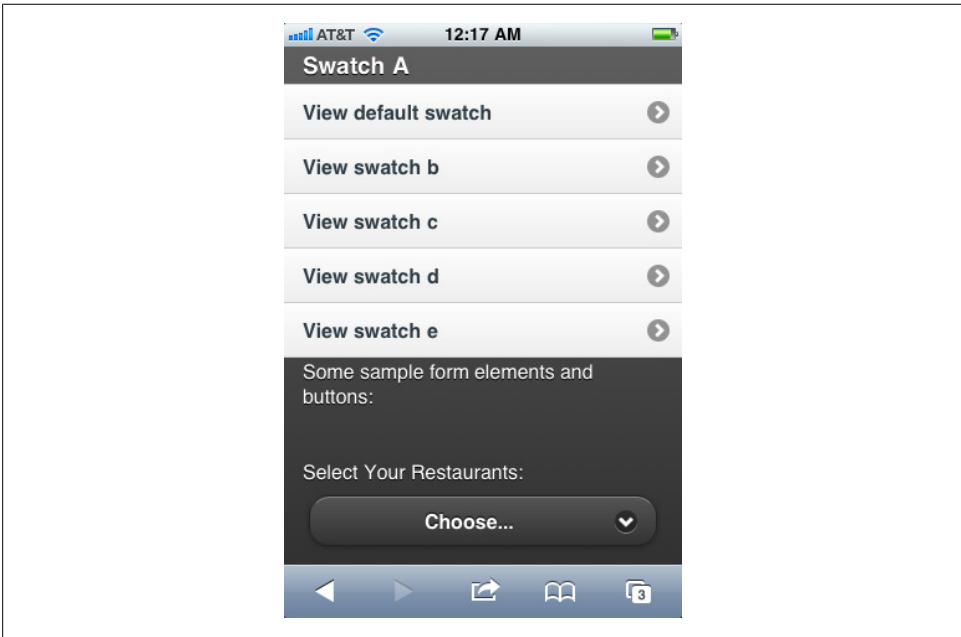 AT&T 12:17 AM
Swatch A
View default swatch
View swatch b
View swatch c
View swatch d
View swatch e
Some sample form elements and
buttons:
Select Your Restaurants:
Choose...
3